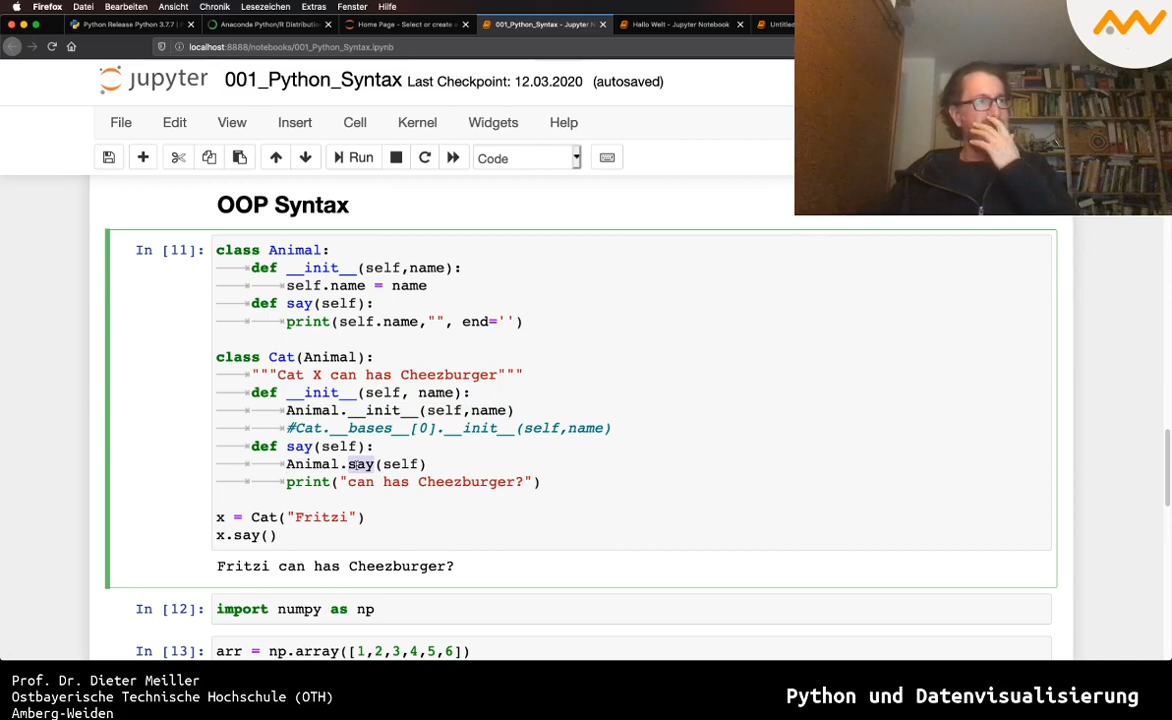 Firefox Datei Bearbeiten Ansicht Chronik Lesezeichen Extras Fenster Hilfe
Python Release Python 3.7.7 Anaconda Python/R Distributio Home Page - Select or create 001_Python_Syntax - Jupyter N Hallo Welt - Jupyter Notebook Untitled
localhost:8888/notebooks/001_Python_Syntax.ipynb
jupyter 001_Python_Syntax Last Checkpoint: 12.03.2020 (autosaved)
File Edit View Insert Cell Kernel Widgets Help
Run Code
OOP Syntax
In [11]: class Animal:
def __init__(self,name):
self.name = name
def say(self):
print(self.name,"", end='')
class Cat(Animal):
"""Cat X can has Cheezburger"""
def __init__(self, name):
Animal.__init__(self,name)
#Cat.__bases__[0].__init__(self,name)
def say(self):
Animal.say(self)
print("can has Cheezburger?")
x = Cat("Fritzi")
x.say()
Fritzi can has Cheezburger?
In [12]: import numpy as np
In [13]: arr = np.array([1,2,3,4,5,6])
Prof. Dr. Dieter Meiller
Ostbayerische Technische Hochschule (OTH)
Amberg-Weiden
Python und Datenvisualisierung